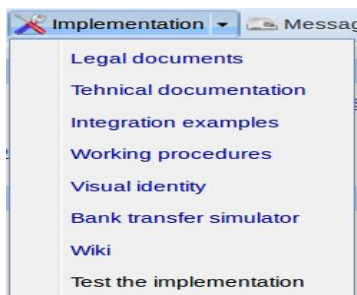 Implementation Messag
Legal documents
Tehnical documentation
Integration examples
Working procedures
Visual identity
Bank transfer simulator
Wiki
Test the implementation